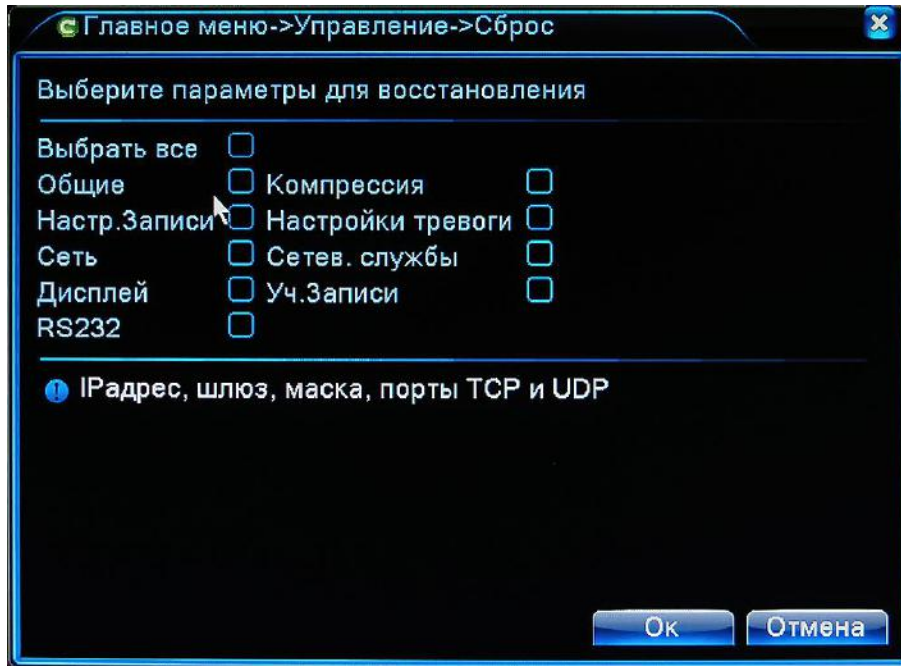 Главное меню->Управление->Сброс
Выберите параметры для восстановления
Выбрать все
Общие Компрессия
Настр.Записи Настройки тревоги
Сеть Сетев. службы
Дисплей Уч.Записи
RS232
IPадрес, шлюз, маска, порты TCP и UDP
Ок Отмена